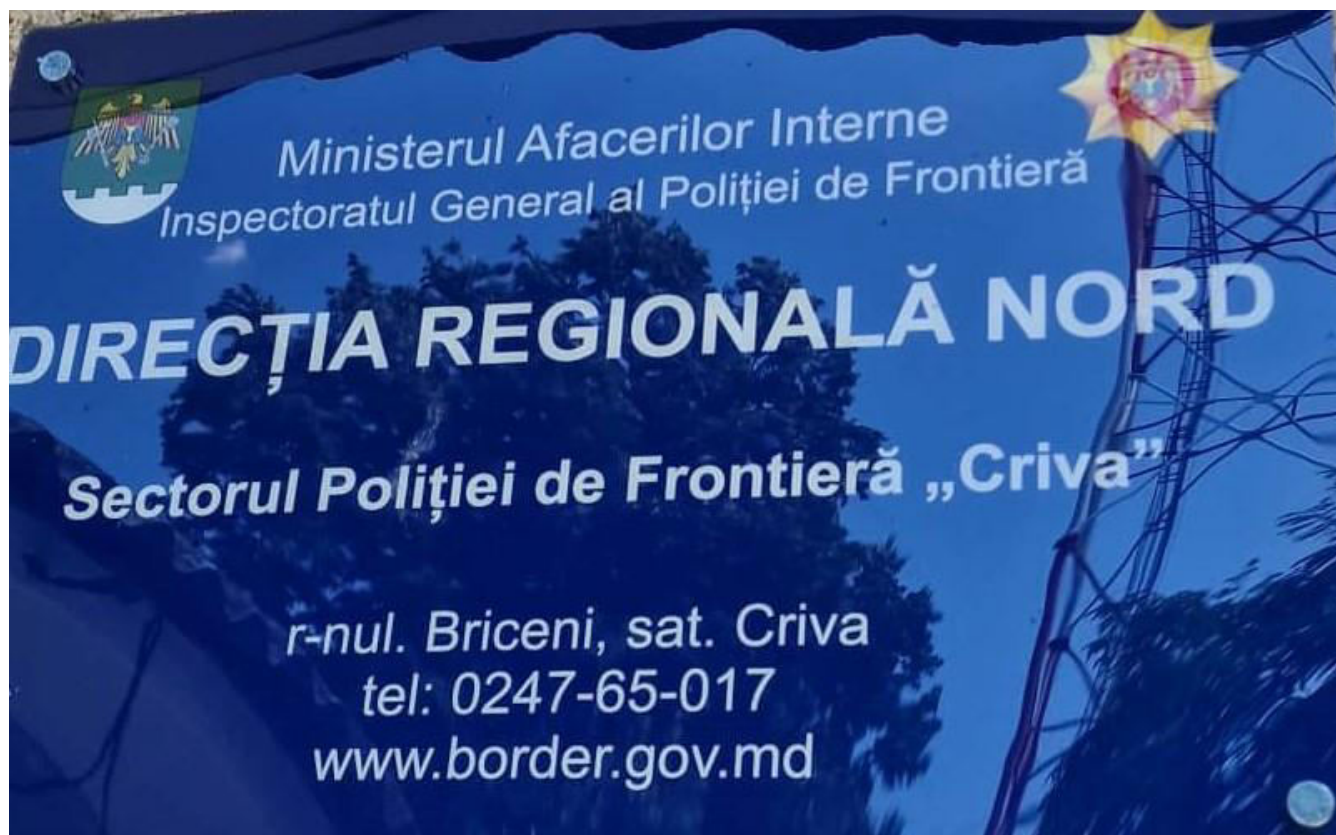 Ministerul Afacerilor Interne
Inspectoratul General al Poliției de Frontieră
DIRECȚIA REGIONALĂ NORD
Sectorul Poliției de Frontieră „Criva”
r-nul. Briceni, sat. Criva
tel: 0247-65-017
www.border.gov.md